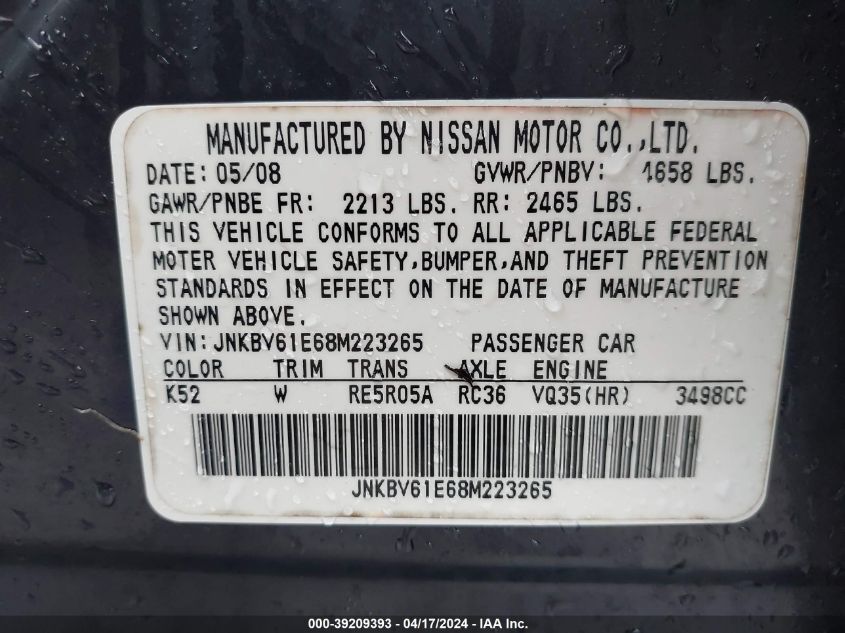 MANUFACTURED BY NISSAN MOTOR CO.,LTD.
DATE: 05/08 GVWR/PNBV: 4658 LBS.
GAWR/PNBE FR: 2213 LBS. RR: 2465 LBS.
THIS VEHICLE CONFORMS TO ALL APPLICABLE FEDERAL
MOTER VEHICLE SAFETY,BUMPER,AND THEFT PREVENTION
STANDARDS IN EFFECT ON THE DATE OF MANUFACTURE
SHOWN ABOVE.
VIN: JNKBV61E68M223265 PASSENGER CAR
COLOR TRIM TRANS AXLE ENGINE
K52 W RE5R05A RC36 VQ35(HR) 3498CC
JNKBV61E68M223265
000-39209393 - 04/17/2024 - IAA Inc.